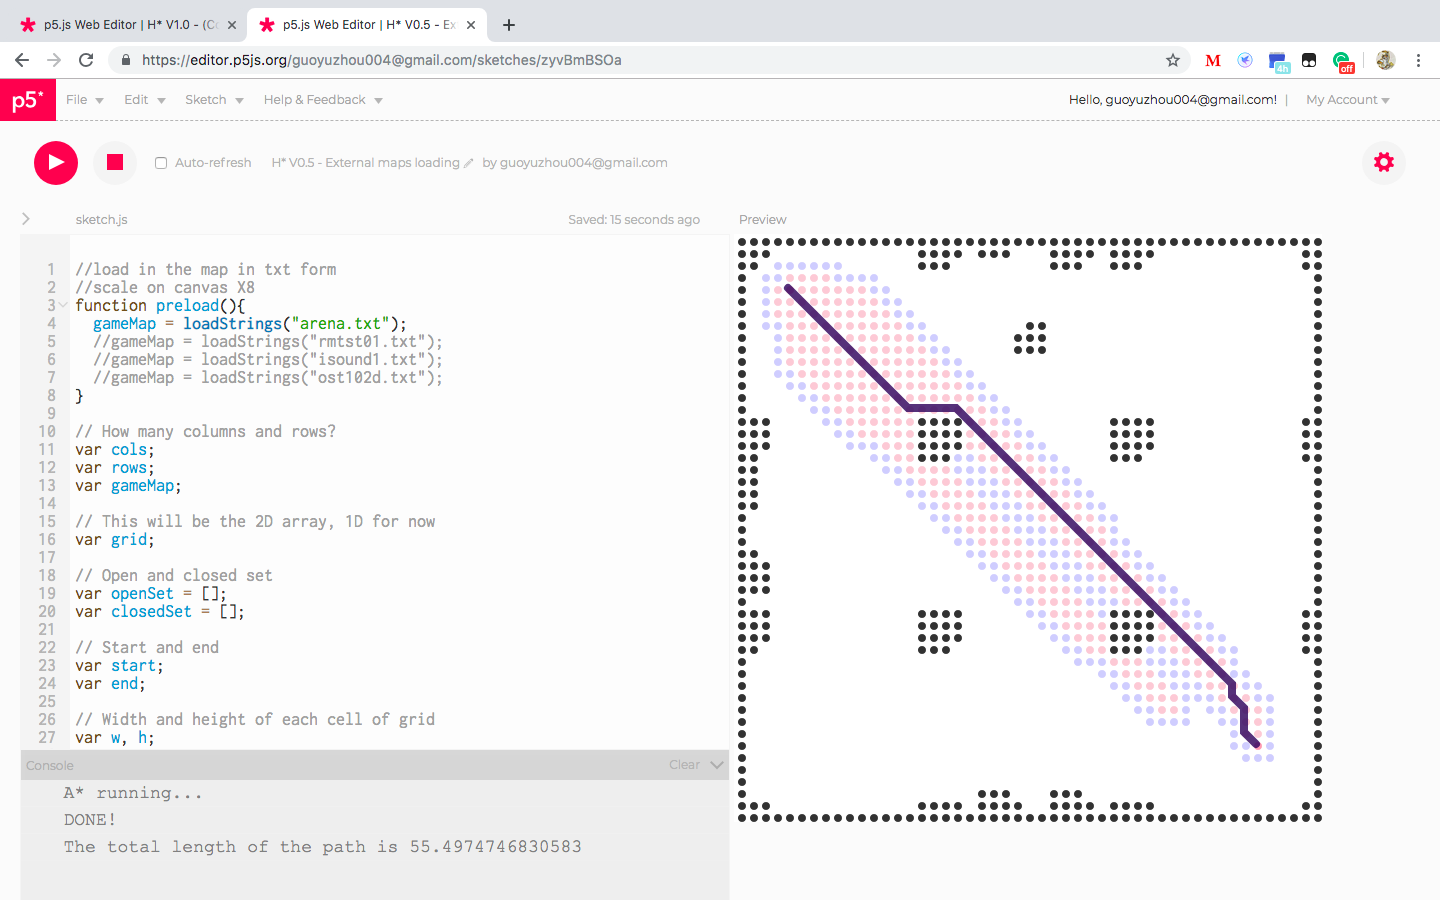 p5.js Web Editor | H* V1.0 - (Co
p5.js Web Editor | H* V0.5 - Ex
https://editor.p5js.org/guoyuzhou004@gmail.com/sketches/zyvBmBSOa
M
4h
off
p5*
File
Edit
Sketch
Help & Feedback
Hello, guoyuzhou004@gmail.com!
|
My Account
Auto-refresh
H* V0.5 - External maps loading
by guoyuzhou004@gmail.com
sketch.js
Saved: 15 seconds ago
Preview
1 //load in the map in txt form
2 //scale on canvas X8
3 function preload(){
4 gameMap = loadStrings("arena.txt");
5 //gameMap = loadStrings("rmtst01.txt");
6 //gameMap = loadStrings("isound1.txt");
7 //gameMap = loadStrings("ost102d.txt");
8 }
9
10 // How many columns and rows?
11 var cols;
12 var rows;
13 var gameMap;
14
15 // This will be the 2D array, 1D for now
16 var grid;
17
18 // Open and closed set
19 var openSet = [];
20 var closedSet = [];
21
22 // Start and end
23 var start;
24 var end;
25
26 // Width and height of each cell of grid
27 var w, h;
Console
Clear
A* running...
DONE!
The total length of the path is 55.4974746830583